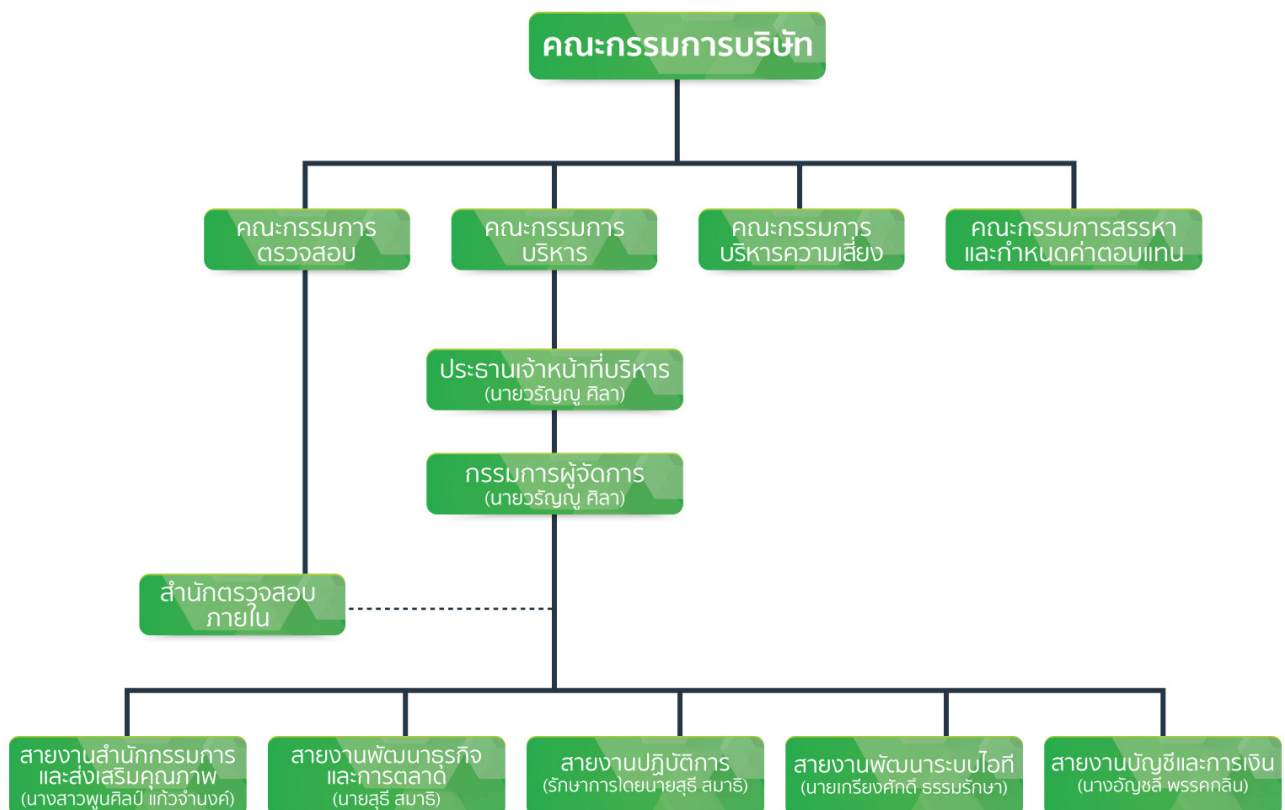 คณะกรรมการบริษัท
คณะกรรมการ
ตรวจสอบ
คณะกรรมการ
บริหาร
คณะกรรมการ
บริหารความเสี่ยง
คณะกรรมการสรรหา
และกำหนดค่าตอบแทน
ประธานเจ้าหน้าที่บริหาร
(นายวรัญญู ศิลา)
กรรมการผู้จัดการ
(นายวรัญญู ศิลา)
สำนักตรวจสอบ
ภายใน
สายงานสำนักกรรมการ
และส่งเสริมคุณภาพ
(นางสาวพูนศิลป์ แก้วจำนงค์)
สายงานพัฒนาธุรกิจ
และการตลาด
(นายสุธี สมาธิ)
สายงานปฏิบัติการ
(รักษาการโดยนายสุธี สมาธิ)
สายงานพัฒนาระบบไอที
(นายเกรียงศักดิ์ ธรรมรักษา)
สายงานบัญชีและการเงิน
(นางอัญชลี พรรคกลิน)